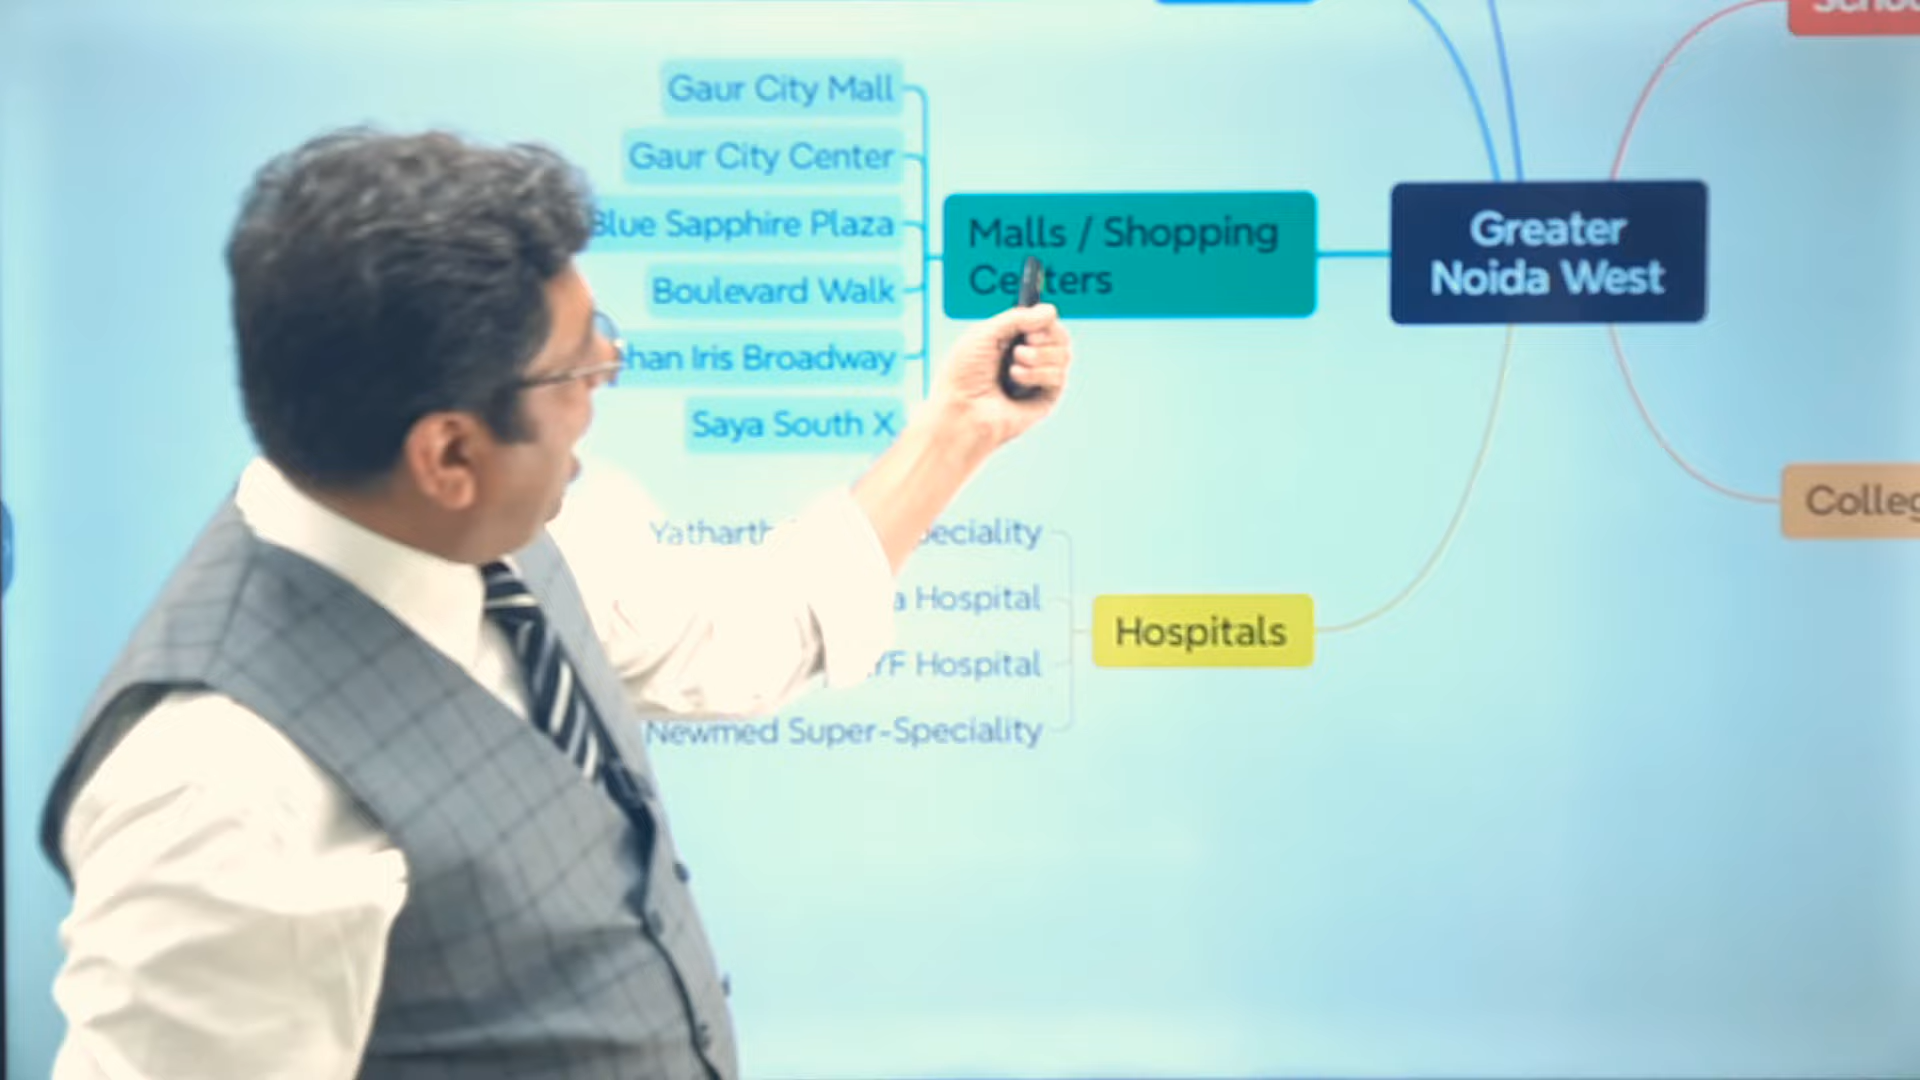 Gaur City Mall
Gaur City Center
Blue Sapphire Plaza
Boulevard Walk
Iris Broadway
Saya South X
Malls / Shopping
Centers
Greater
Noida West
Yatharth
Hospital
Hospital
Newmed Super-Speciality
Hospitals